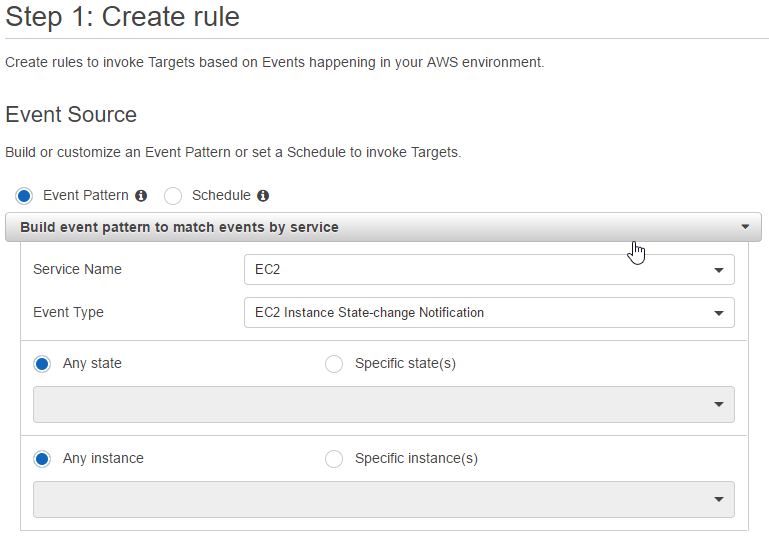 Step 1: Create rule
Create rules to invoke Targets based on Events happening in your AWS environment.
Event Source
Build or customize an Event Pattern or set a Schedule to invoke Targets.
Event Pattern Schedule
Build event pattern to match events by service
Service Name EC2
Event Type EC2 Instance State-change Notification
Any state Specific state(s)
Any instance Specific instance(s)